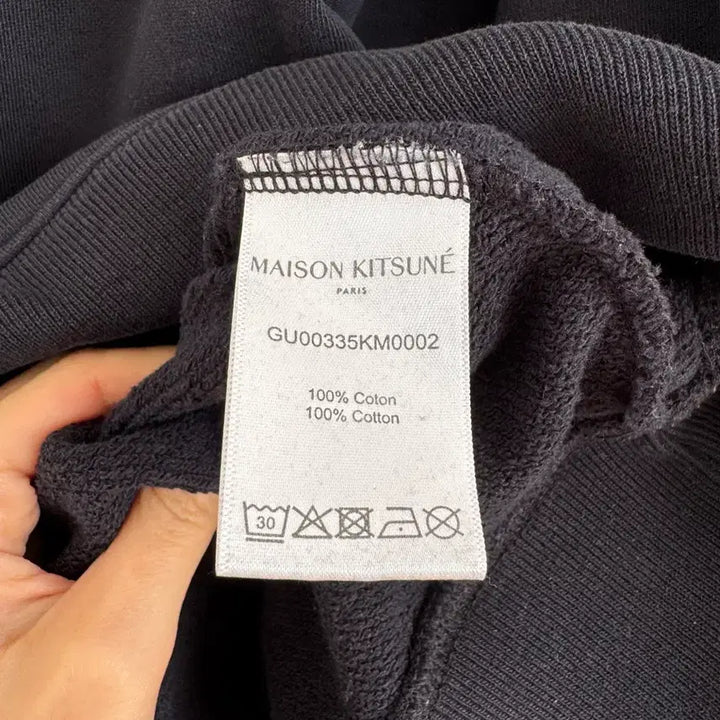 MAISON KITSUNÉ
PARIS
GU00335KM0002
100% Coton
100% Cotton
30